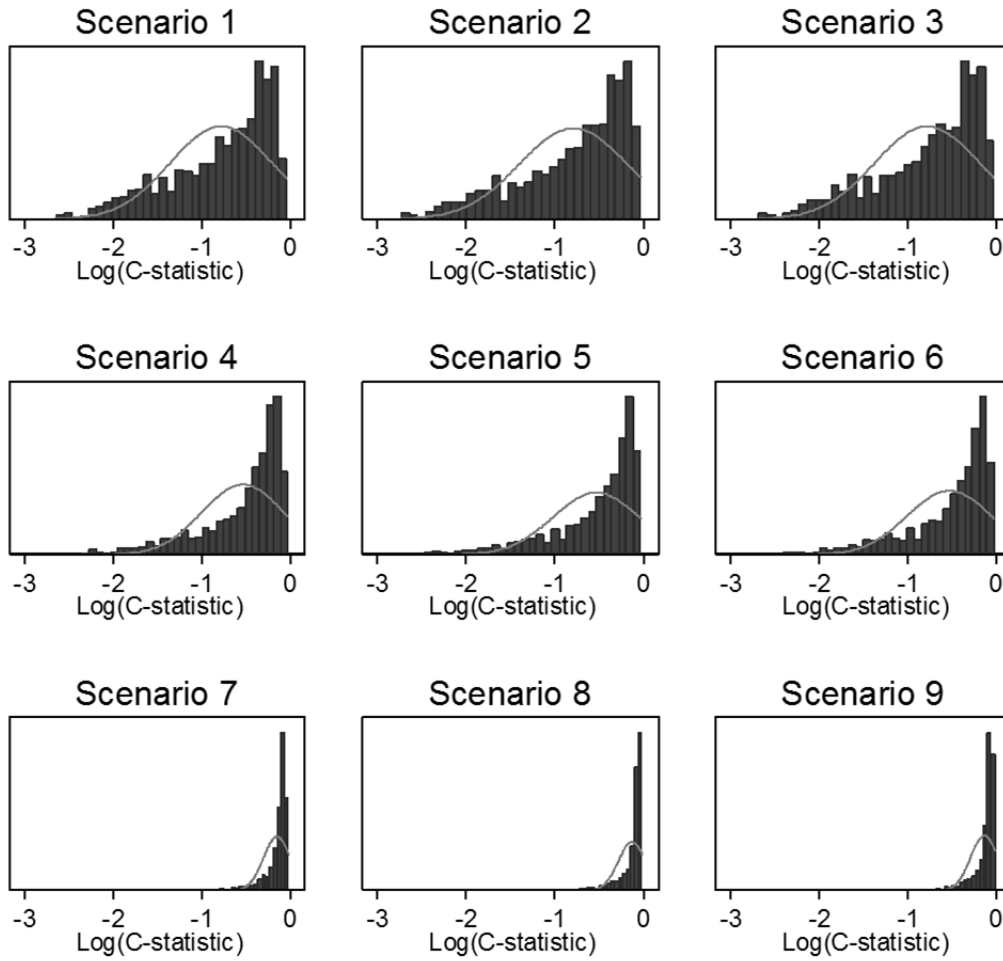 Scenario 1 Scenario 2 Scenario 3
-3 -2 -1 0 -3 -2 -1 0 -3 -2 -1 0
Log(C-statistic) Log(C-statistic) Log(C-statistic)
Scenario 4 Scenario 5 Scenario 6
-3 -2 -1 0 -3 -2 -1 0 -3 -2 -1 0
Log(C-statistic) Log(C-statistic) Log(C-statistic)
Scenario 7 Scenario 8 Scenario 9
-3 -2 -1 0 -3 -2 -1 0 -3 -2 -1 0
Log(C-statistic) Log(C-statistic) Log(C-statistic)